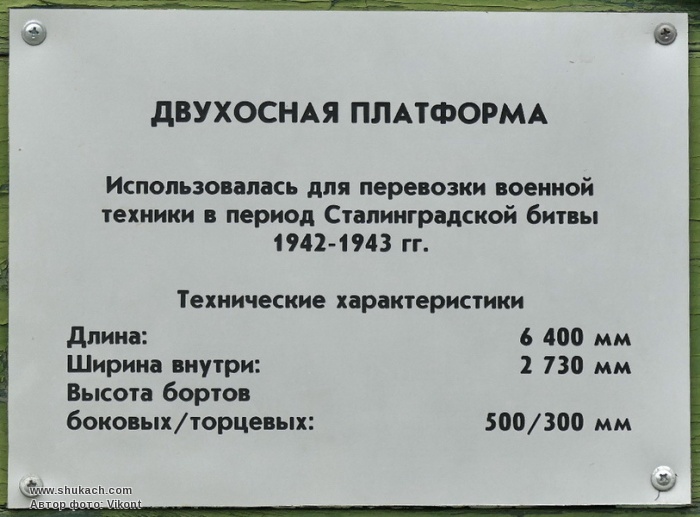 ДВУХОСНАЯ ПЛАТФОРМА
Использовалась для перевозки военной
техники в период Сталинградской битвы
1942-1943 гг.
Технические характеристики
Длина: 6 400 мм
Ширина внутри: 2 730 мм
Высота бортов
боковых/торцевых: 500/300 мм
www.shukach.com
Автор фото: Vikont